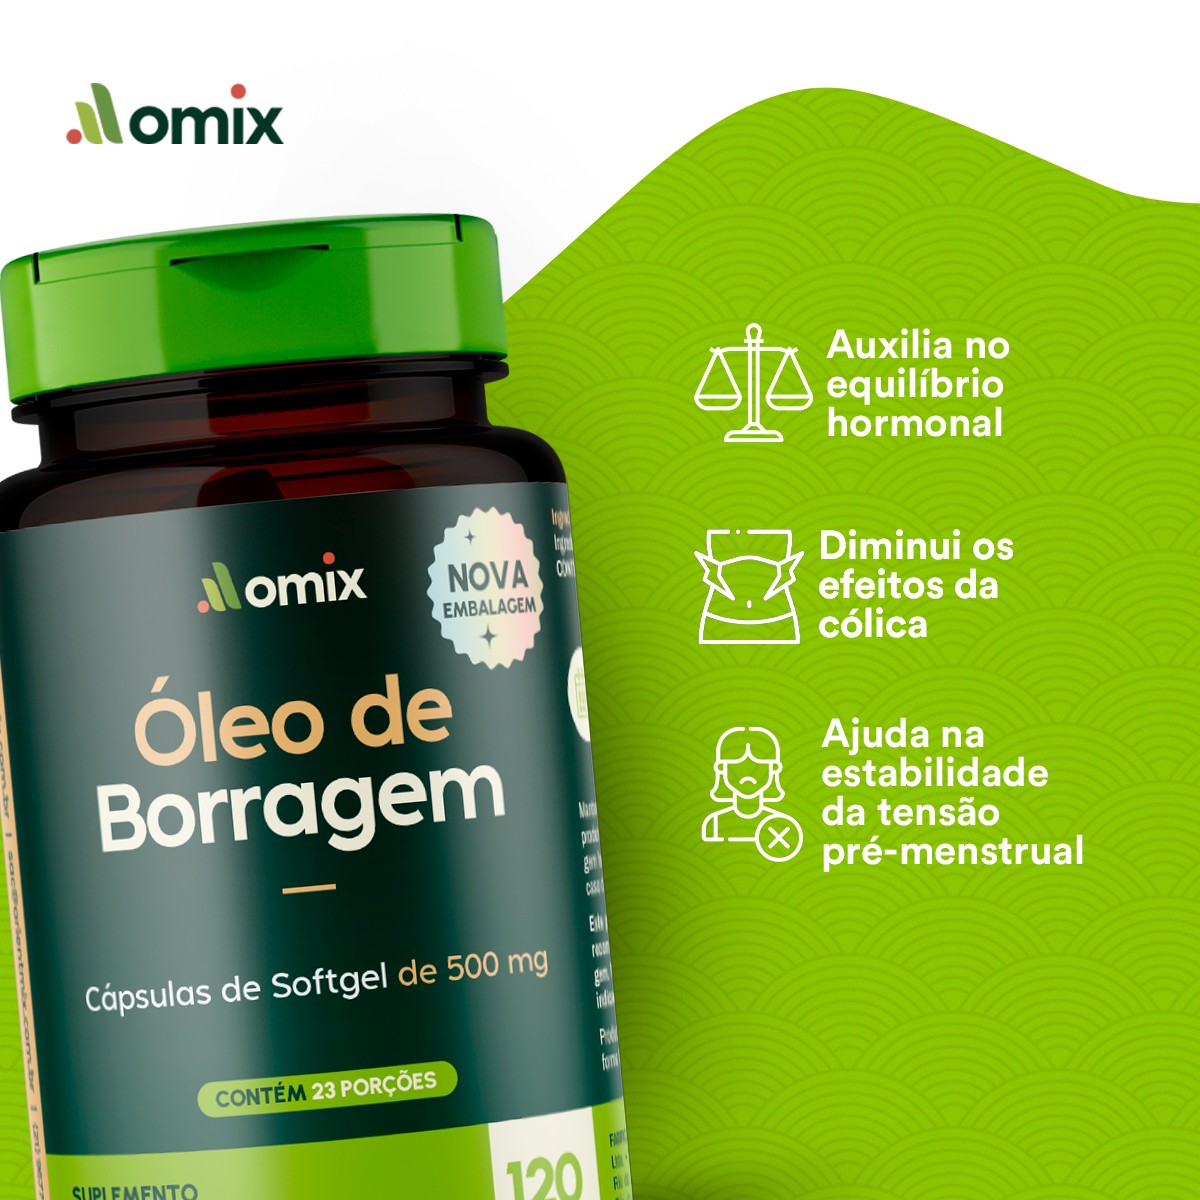 omix
Auxilia no
equilíbrio
hormonal
Diminui os
efeitos da
cólica
Ajuda na
estabilidade
da tensão
pré-menstrual
omix
NOVA
EMBALAGEM
Óleo de
Borragem
Cápsulas de Softgel de 500 mg
CONTÉM 23 PORÇÕES
SUPLEMENTO
120